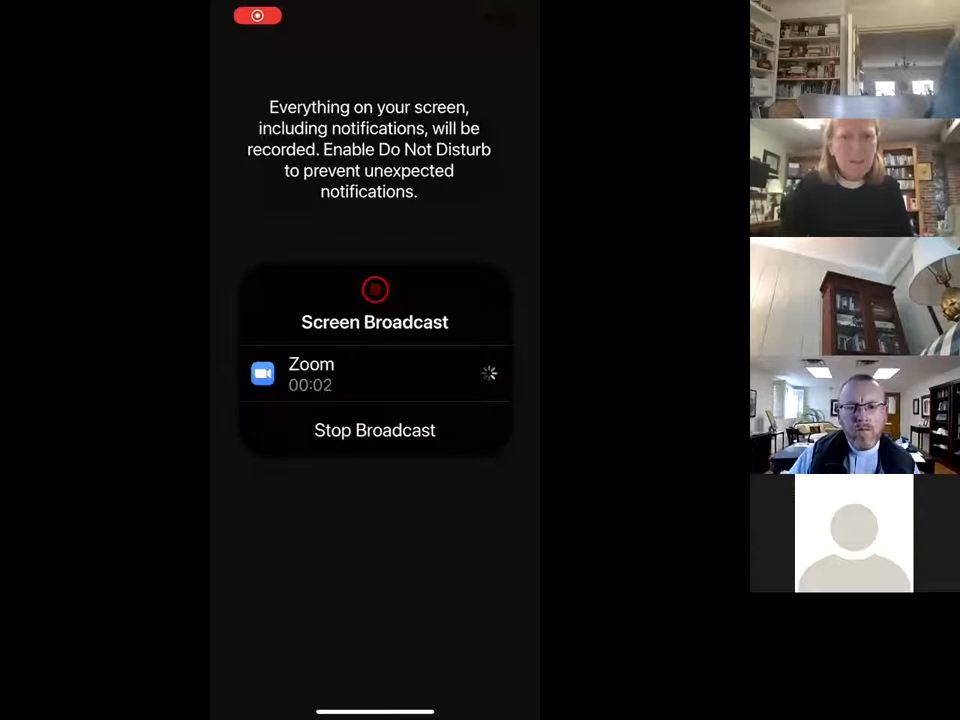 Everything on your screen,
including notifications, will be
recorded. Enable Do Not Disturb
to prevent unexpected
notifications.
Screen Broadcast
Zoom
00:02
Stop Broadcast